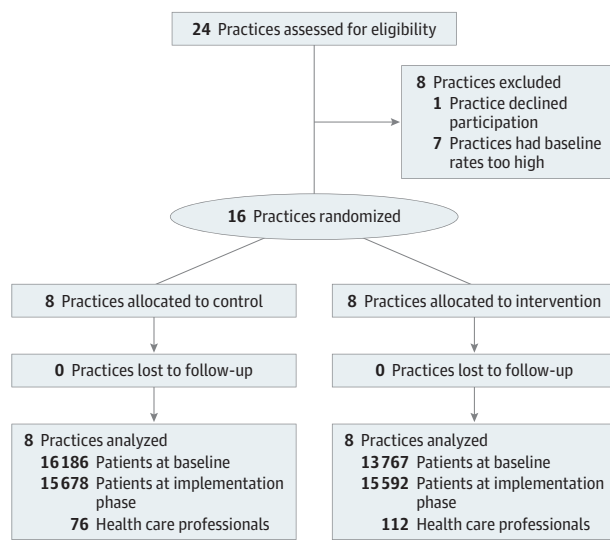 24 Practices assessed for eligibility
8 Practices excluded
1 Practice declined
participation
7 Practices had baseline
rates too high
16 Practices randomized
8 Practices allocated to control
8 Practices allocated to intervention
0 Practices lost to follow-up
0 Practices lost to follow-up
8 Practices analyzed
16186 Patients at baseline
15678 Patients at implementation
phase
76 Health care professionals
8 Practices analyzed
13767 Patients at baseline
15592 Patients at implementation
phase
112 Health care professionals